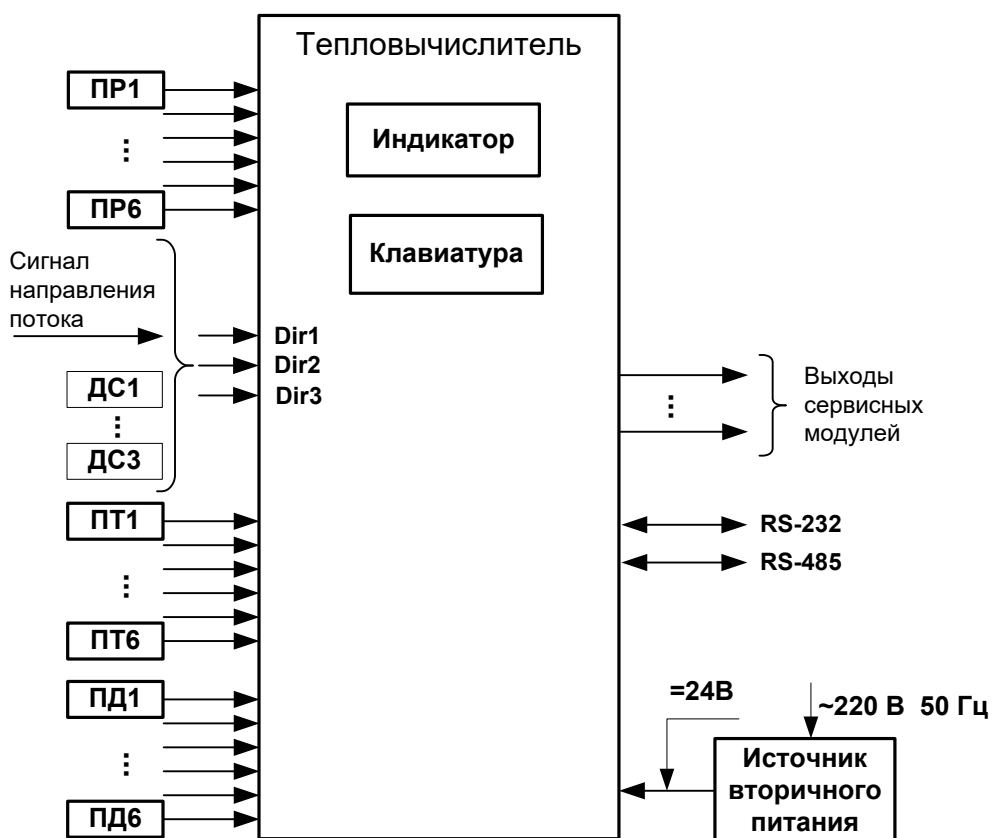 Тепловычислитель
ПР1
...
ПР6
Индикатор
Клавиатура
Сигнал
направления
потока
Dir1
Dir2
Dir3
ДС1
...
ДС3
ПТ1
...
ПТ6
ПД1
...
ПД6
...
Выходы
сервисных
модулей
RS-232
RS-485
=24В
~220 В 50 Гц
Источник
вторичного
питания